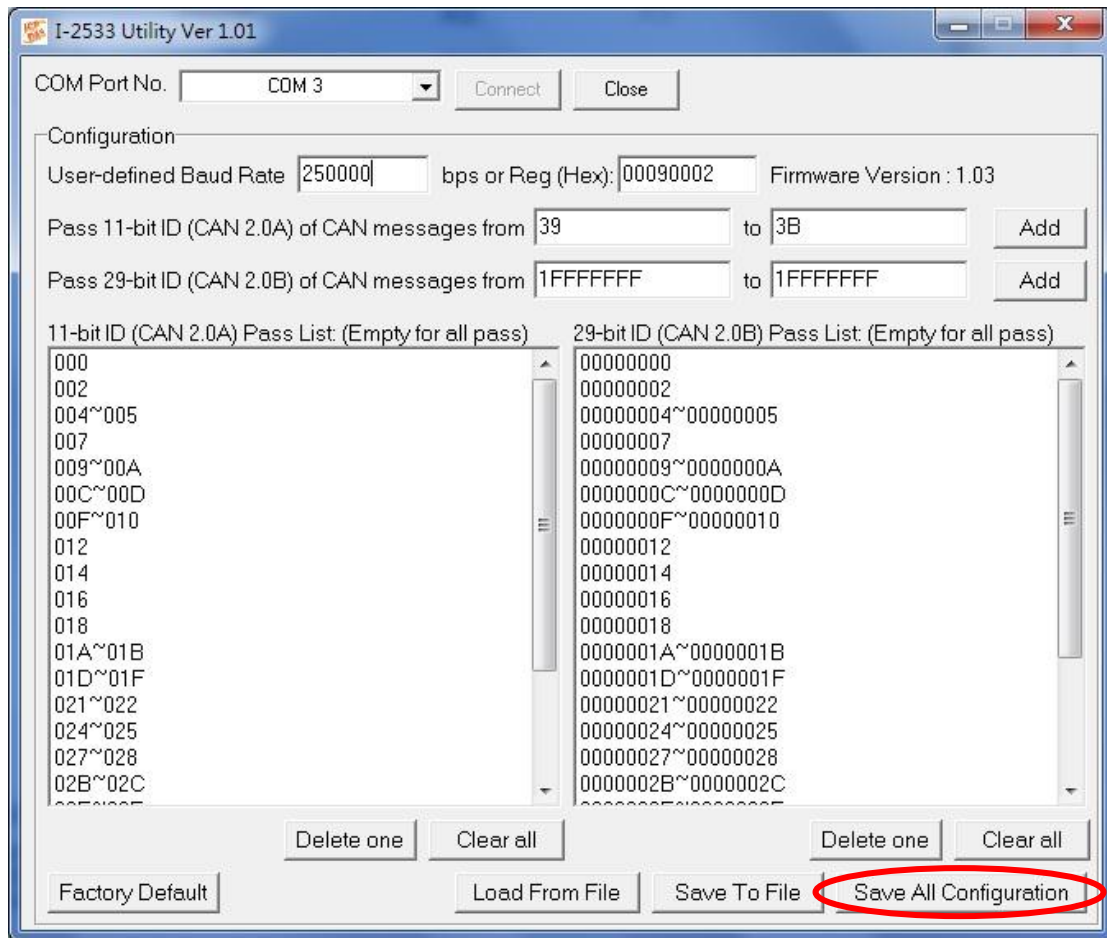 I-2533 Utility Ver 1.01
COM Port No. COM 3 Connect Close
Configuration
User-defined Baud Rate 250000 bps or Reg (Hex): 00090002 Firmware Version : 1.03
Pass 11-bit ID (CAN 2.0A) of CAN messages from 39 to 3B Add
Pass 29-bit ID (CAN 2.0B) of CAN messages from 1FFFFFFF to 1FFFFFFF Add
11-bit ID (CAN 2.0A) Pass List: (Empty for all pass)
000
002
004~005
007
009~00A
00C~00D
00F~010
012
014
016
018
01A~01B
01D~01F
021~022
024~025
027~028
02B~02C
29-bit ID (CAN 2.0B) Pass List: (Empty for all pass)
00000000
00000002
00000004~00000005
00000007
00000009~0000000A
0000000C~0000000D
0000000F~00000010
00000012
00000014
00000016
00000018
0000001A~0000001B
0000001D~0000001F
00000021~00000022
00000024~00000025
00000027~00000028
0000002B~0000002C
Delete one Clear all Delete one Clear all
Factory Default Load From File Save To File Save All Configuration